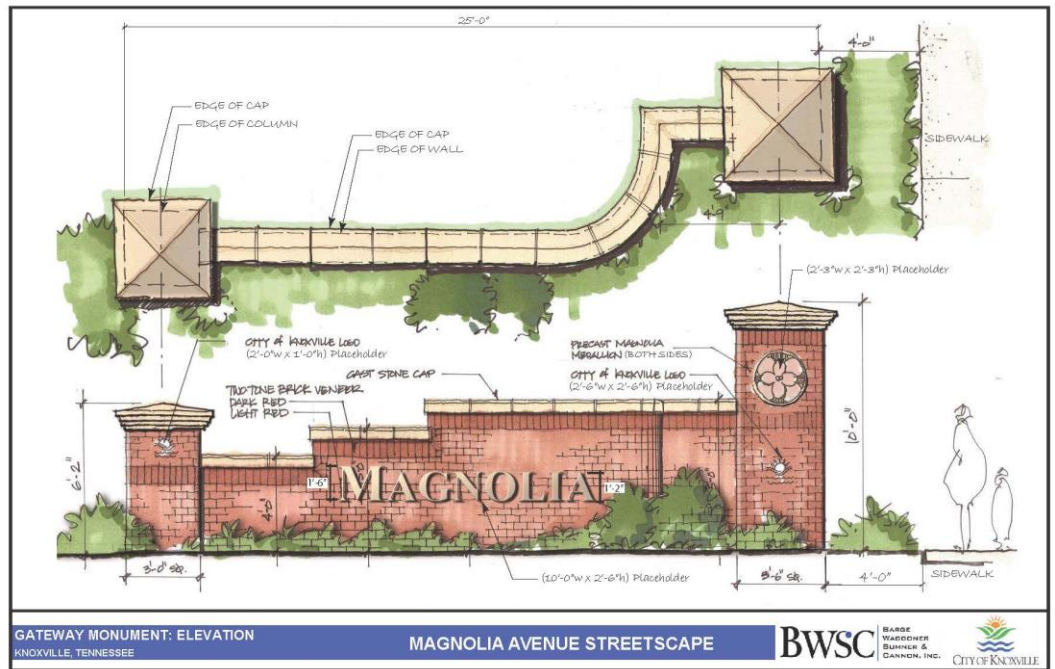 25'-0"
4'-0"
EDGE OF CAP
EDGE OF COLUMN
EDGE OF CAP
EDGE OF WALL
SIDEWALK
4'-9"
(2'-3"w x 2'-3"h) Placeholder
CITY of KNOXVILLE LOGO
(2'-0"w x 1'-0"h) Placeholder
PRECAST MAGNOLIA
MEDALLION (BOTH SIDES)
CITY of KNOXVILLE LOGO
(2'-6"w x 2'-6"h) Placeholder
CAST STONE CAP
TWO TONE BRICK VENEER
DARK RED
LIGHT RED
6'-2"
10'-0"
1'-6"
MAGNOLIA
1'-2"
4'-0"
(10'-0"w x 2'-6"h) Placeholder
3'-0" SQ.
3'-6" SQ.
4'-0"
SIDEWALK
GATEWAY MONUMENT: ELEVATION
KNOXVILLE, TENNESSEE
MAGNOLIA AVENUE STREETSCAPE
BWSC
BARGE
WAGGONER
SUMNER &
CANNON, INC.
CITY OF KNOXVILLE